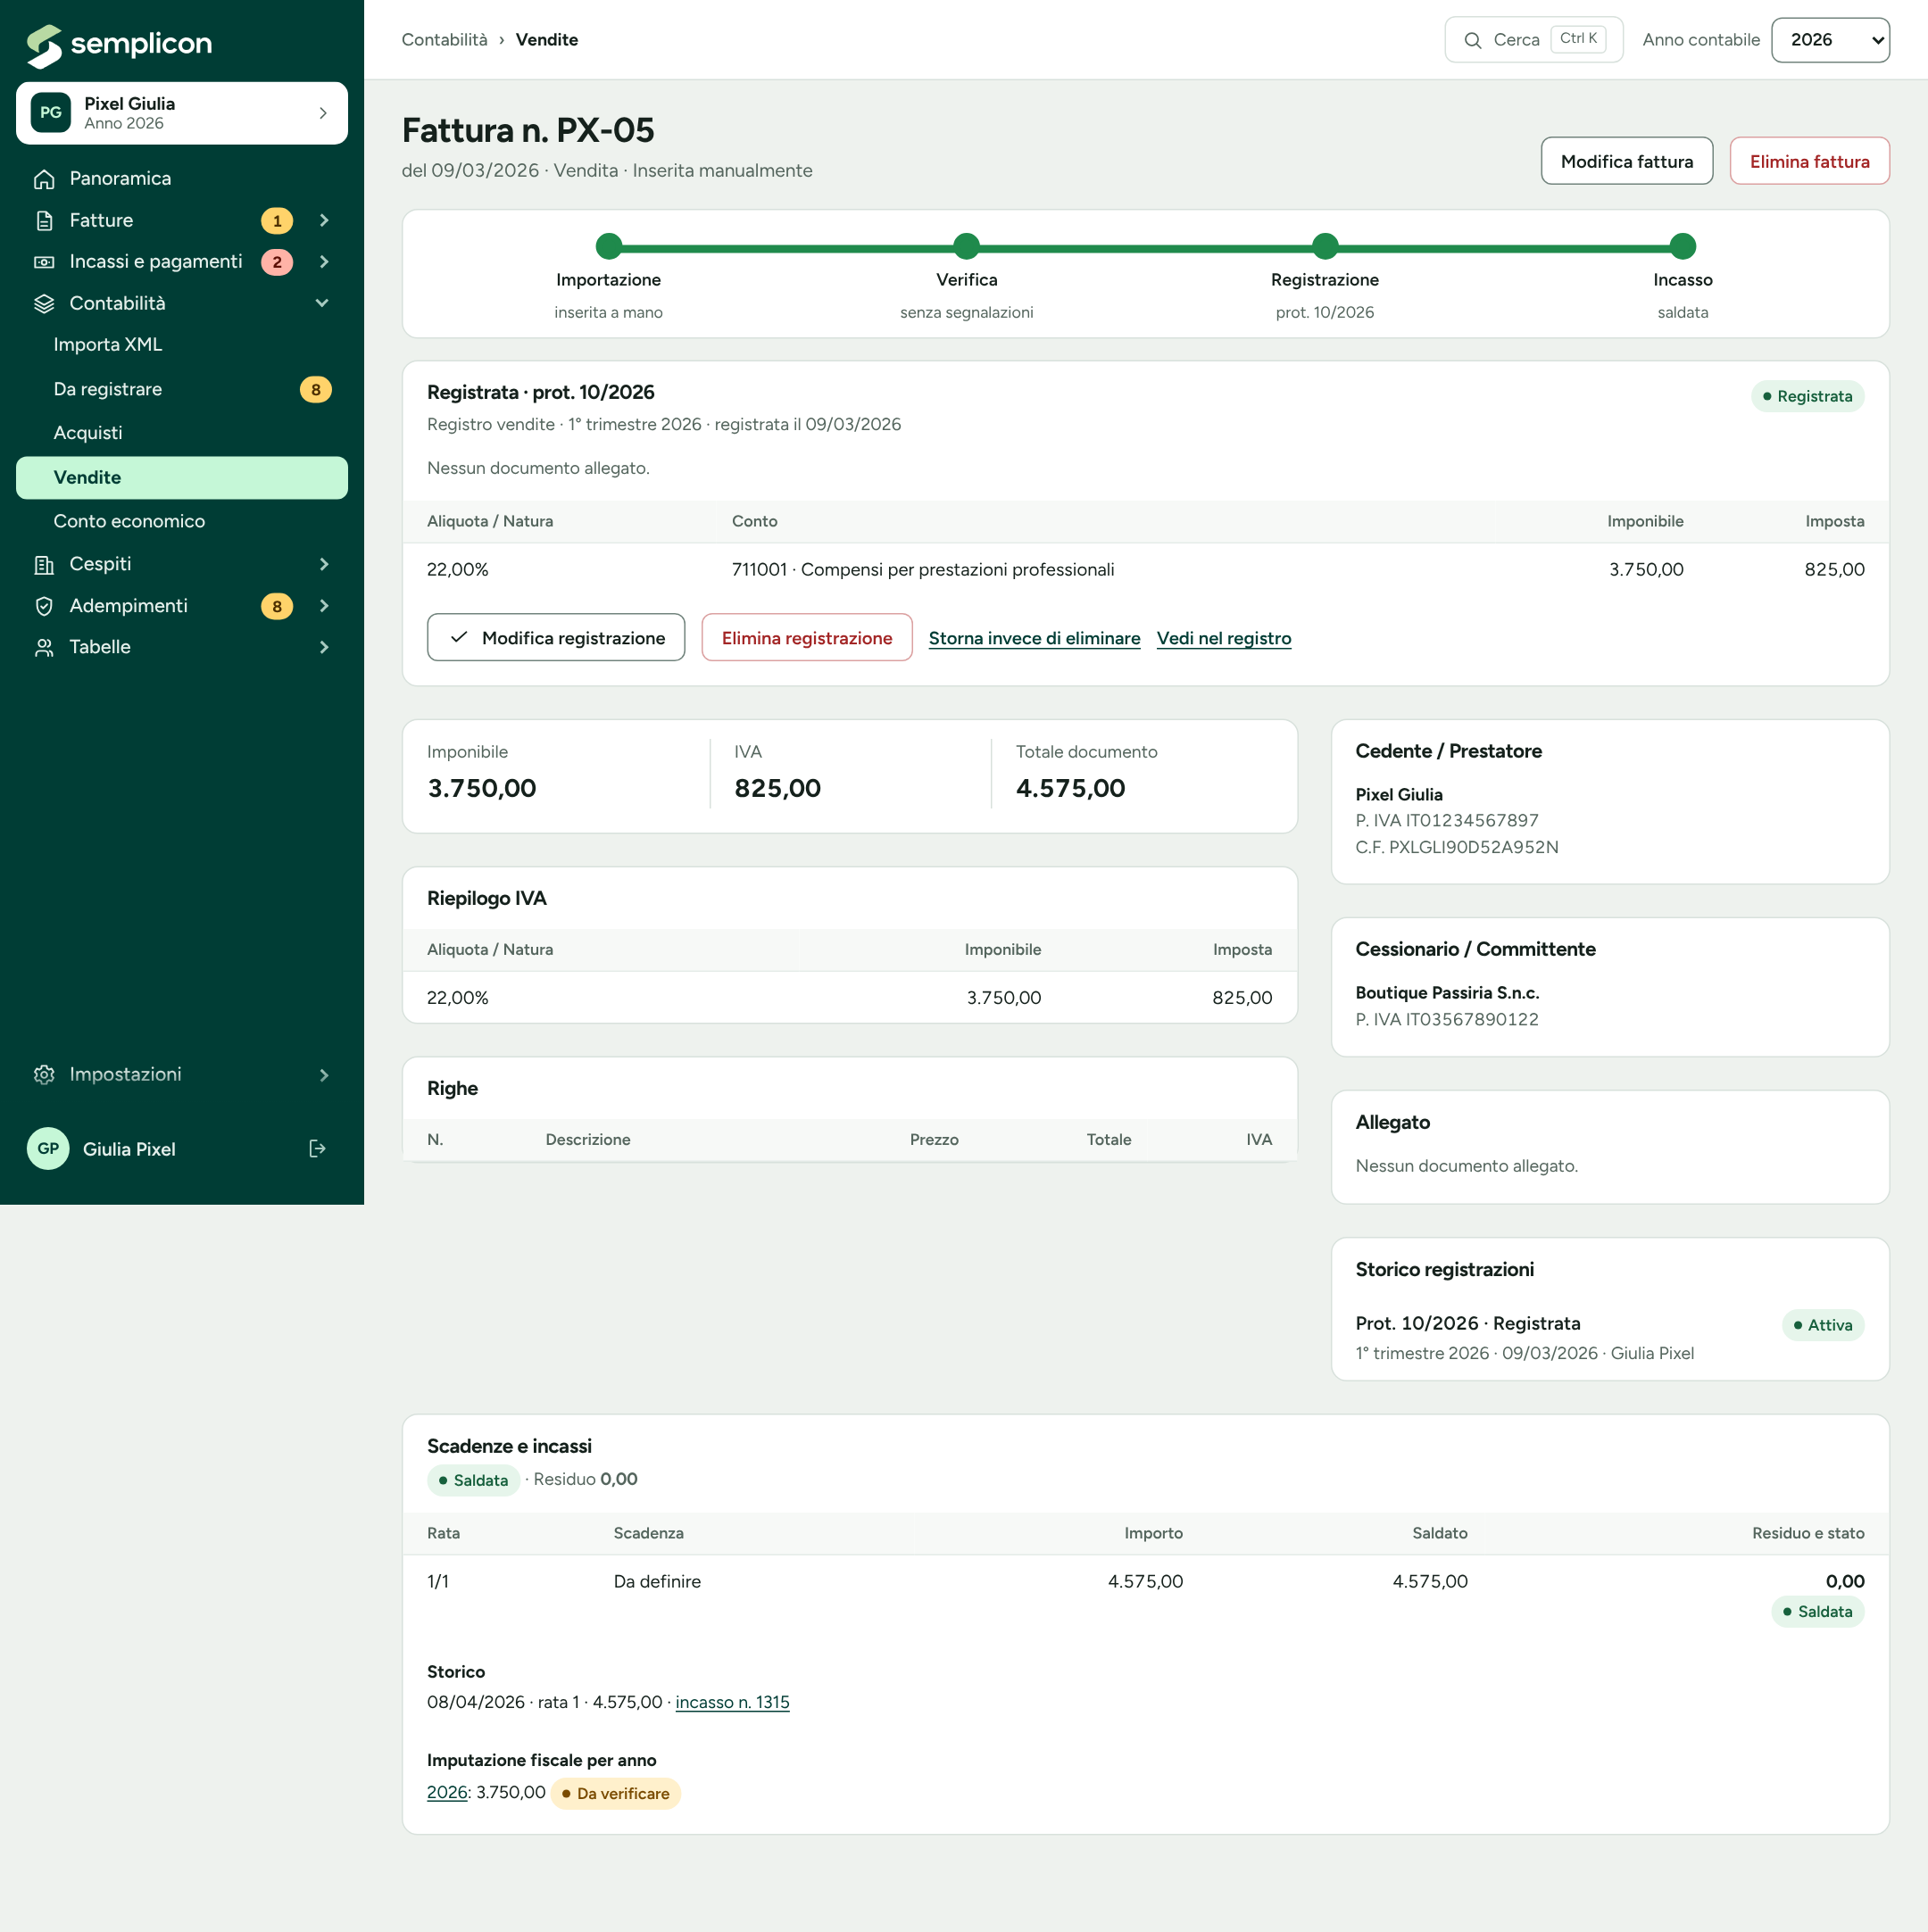 semplicon
PG
Pixel Giulia
Anno 2026
Panoramica
Fatture 1
Incassi e pagamenti 2
Contabilità
Importa XML
Da registrare 8
Acquisti
Vendite
Conto economico
Cespiti
Adempimenti 8
Tabelle
Impostazioni
GP Giulia Pixel
Contabilità › Vendite
Cerca Ctrl K Anno contabile 2026
Fattura n. PX-05
del 09/03/2026 · Vendita · Inserita manualmente
Modifica fattura Elimina fattura
Importazione Verifica Registrazione Incasso
inserita a mano senza segnalazioni prot. 10/2026 saldata
Registrata · prot. 10/2026
Registrata
Registro vendite · 1° trimestre 2026 · registrata il 09/03/2026
Nessun documento allegato.
Aliquota / Natura Conto Imponibile Imposta
22,00% 711001 · Compensi per prestazioni professionali 3.750,00 825,00
Modifica registrazione Elimina registrazione Storna invece di eliminare Vedi nel registro
Imponibile IVA Totale documento
3.750,00 825,00 4.575,00
Riepilogo IVA
Aliquota / Natura Imponibile Imposta
22,00% 3.750,00 825,00
Righe
N. Descrizione Prezzo Totale IVA
Cedente / Prestatore
Pixel Giulia
P. IVA IT01234567897
C.F. PXLGLI90D52A952N
Cessionario / Committente
Boutique Passiria S.n.c.
P. IVA IT03567890122
Allegato
Nessun documento allegato.
Storico registrazioni
Prot. 10/2026 · Registrata
Attiva
1° trimestre 2026 · 09/03/2026 · Giulia Pixel
Scadenze e incassi
Saldata · Residuo 0,00
Rata Scadenza Importo Saldato Residuo e stato
1/1 Da definire 4.575,00 4.575,00 0,00
Saldata
Storico
08/04/2026 · rata 1 · 4.575,00 · incasso n. 1315
Imputazione fiscale per anno
2026: 3.750,00 Da verificare